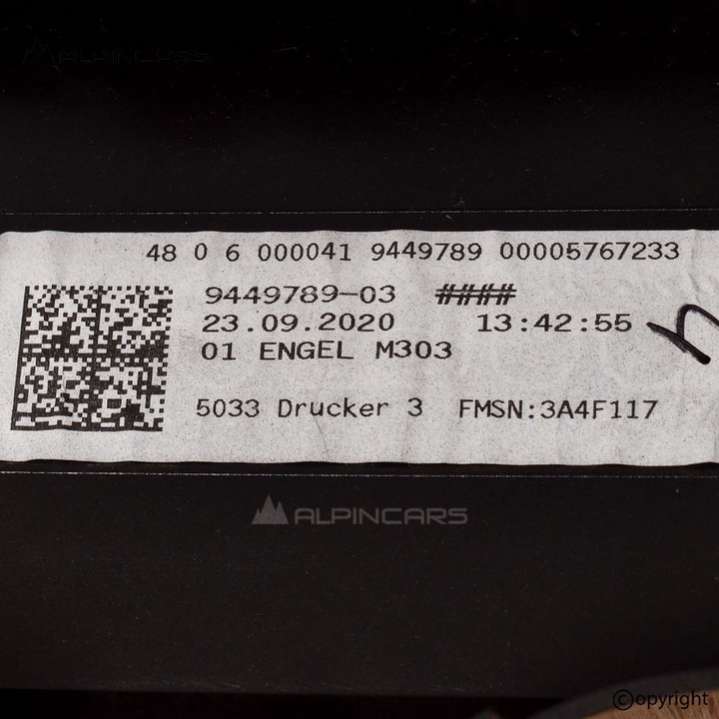 ALPINCARS
48 0 6 000041 9449789 00005767233
9449789-03 ####
23.09.2020 13:42:55
01 ENGEL M303
5033 Drucker 3 FMSN:3A4F117
ALPINCARS
©opyright